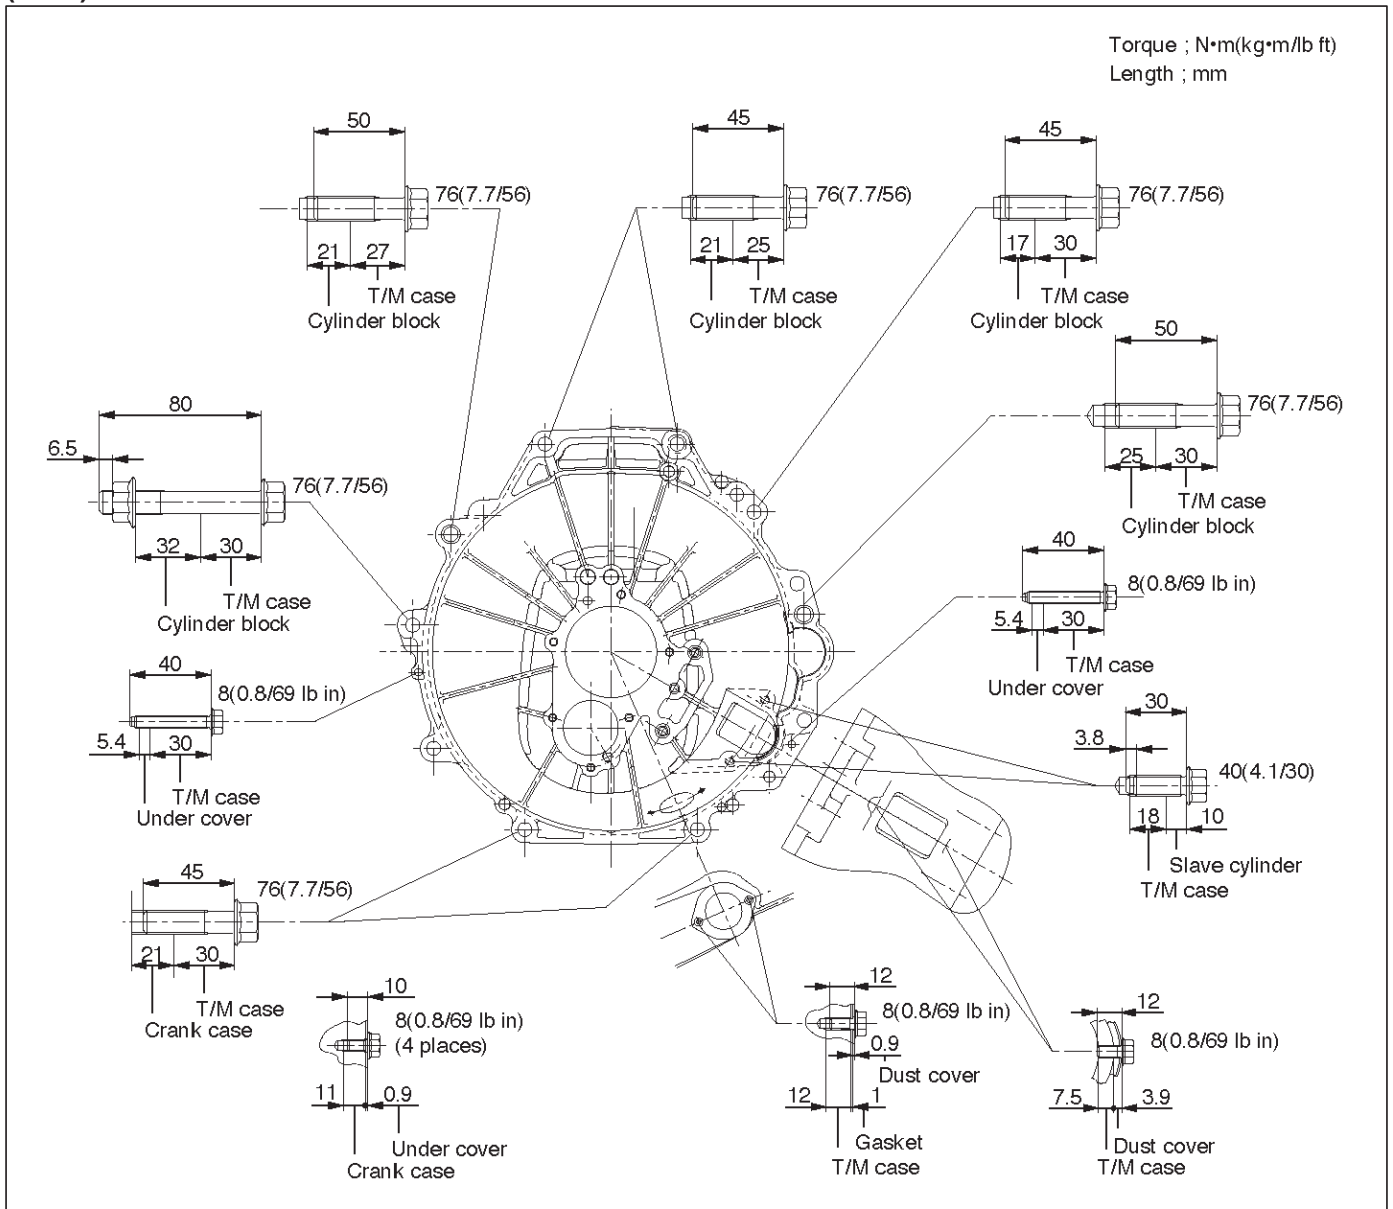 Torque ; N•m(kg•m/lb ft)
Length ; mm
50
76(7.7/56)
21
27
T/M case
Cylinder block
45
76(7.7/56)
21
25
T/M case
Cylinder block
45
76(7.7/56)
17
30
T/M case
Cylinder block
50
76(7.7/56)
25
30
T/M case
Cylinder block
80
6.5
76(7.7/56)
32
30
T/M case
Cylinder block
40
8(0.8/69 lb in)
5.4
30
T/M case
Under cover
40
8(0.8/69 lb in)
5.4
30
T/M case
Under cover
30
3.8
40(4.1/30)
18
10
Slave cylinder
T/M case
45
76(7.7/56)
21
30
T/M case
Crank case
10
8(0.8/69 lb in)
(4 places)
11
0.9
Under cover
Crank case
12
8(0.8/69 lb in)
0.9
Dust cover
12
1
Gasket
T/M case
12
8(0.8/69 lb in)
7.5
3.9
Dust cover
T/M case